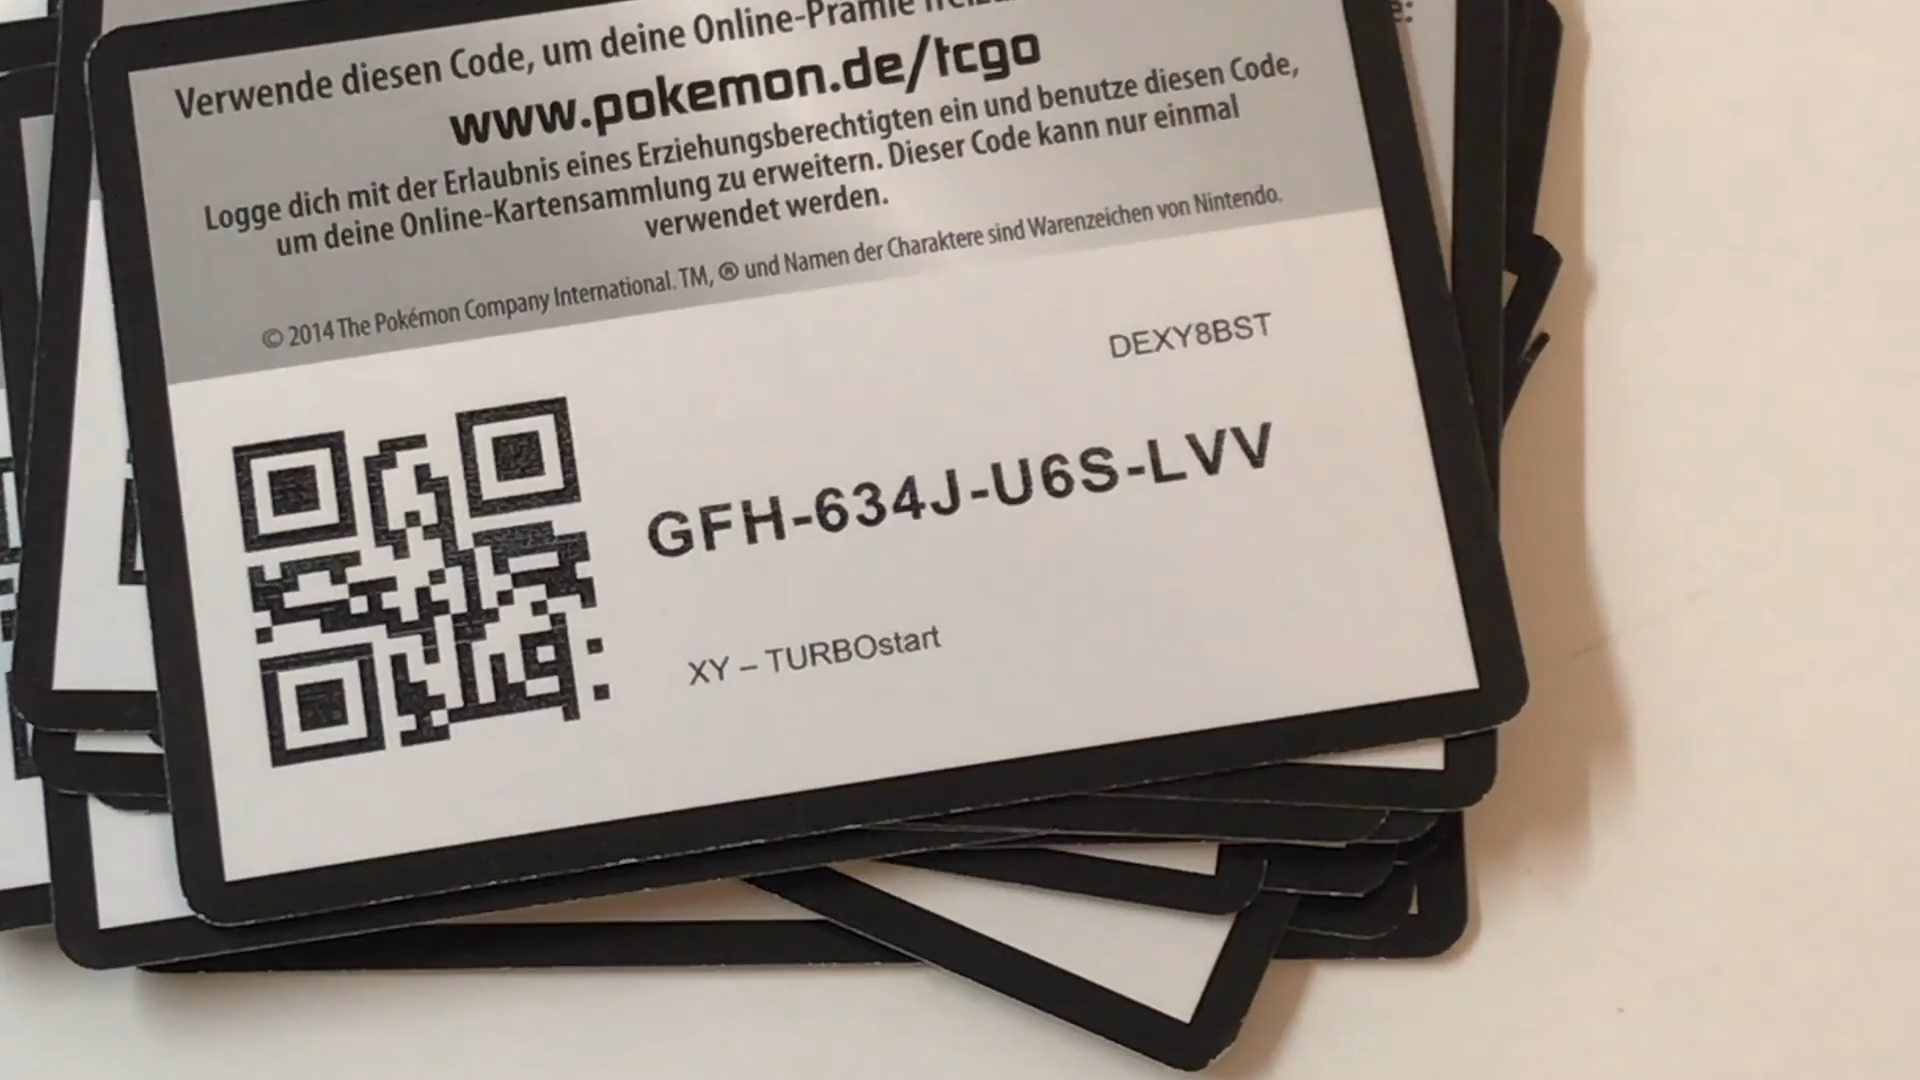 Verwende diesen Code, um deine Online-Prämie
www.pokemon.de/tcgo
Logge dich mit der Erlaubnis eines Erziehungsberechtigten ein und benutze diesen Code,
um deine Online-Kartensammlung zu erweitern. Dieser Code kann nur einmal
verwendet werden.
© 2014 The Pokémon Company International. TM, ® und Namen der Charaktere sind Warenzeichen von Nintendo.
DEXY8BST
GFH-634J-U6S-LVV
XY – TURBOstart